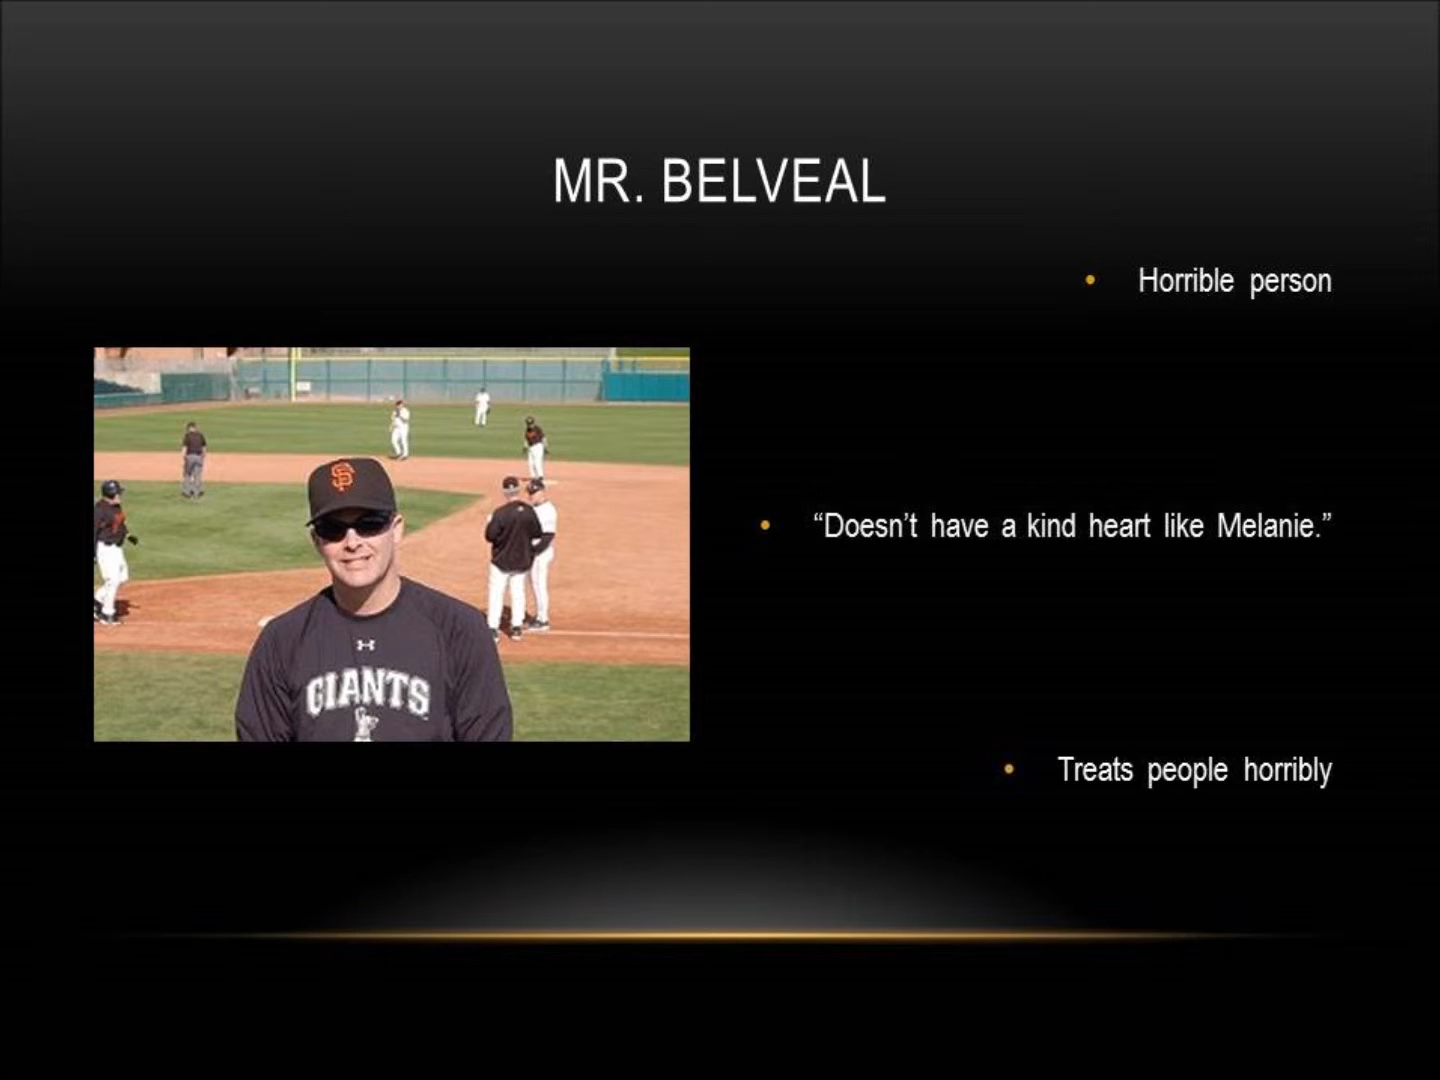 MR. BELVEAL
• Horrible person
SF
GIANTS
• “Doesn’t have a kind heart like Melanie.”
• Treats people horribly